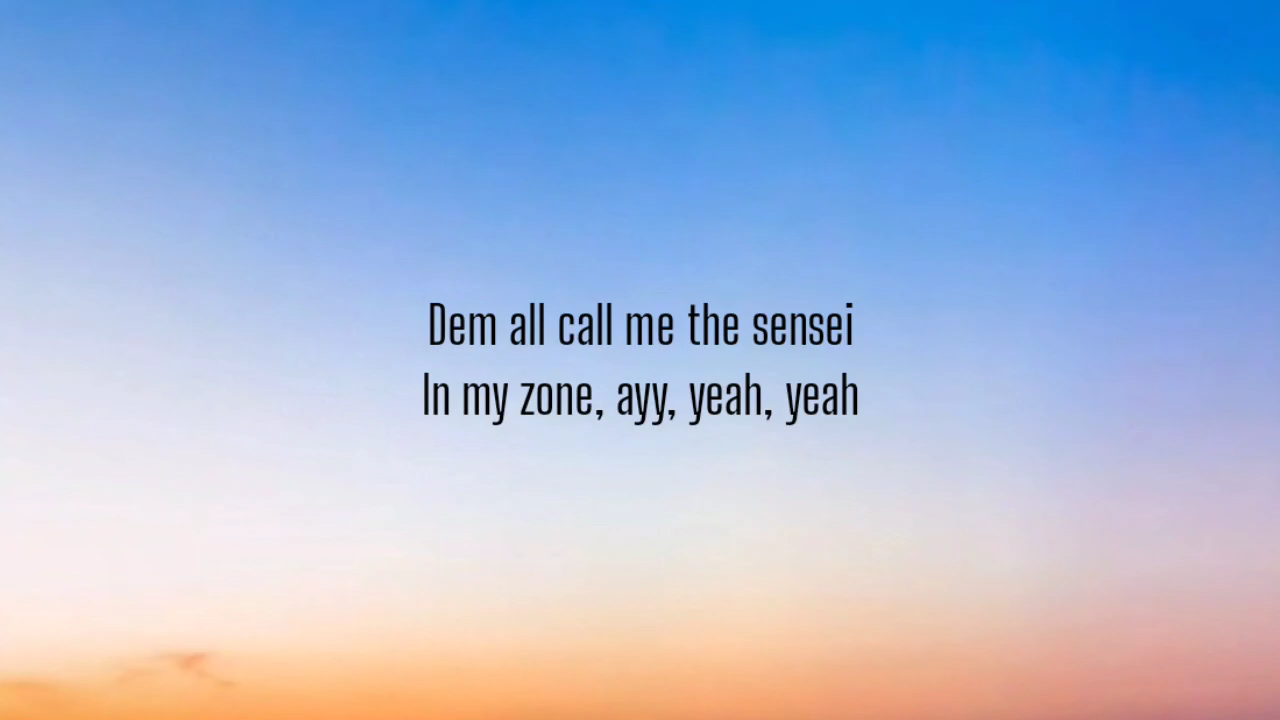 Dem all call me the sensei
In my zone, ayy, yeah, yeah